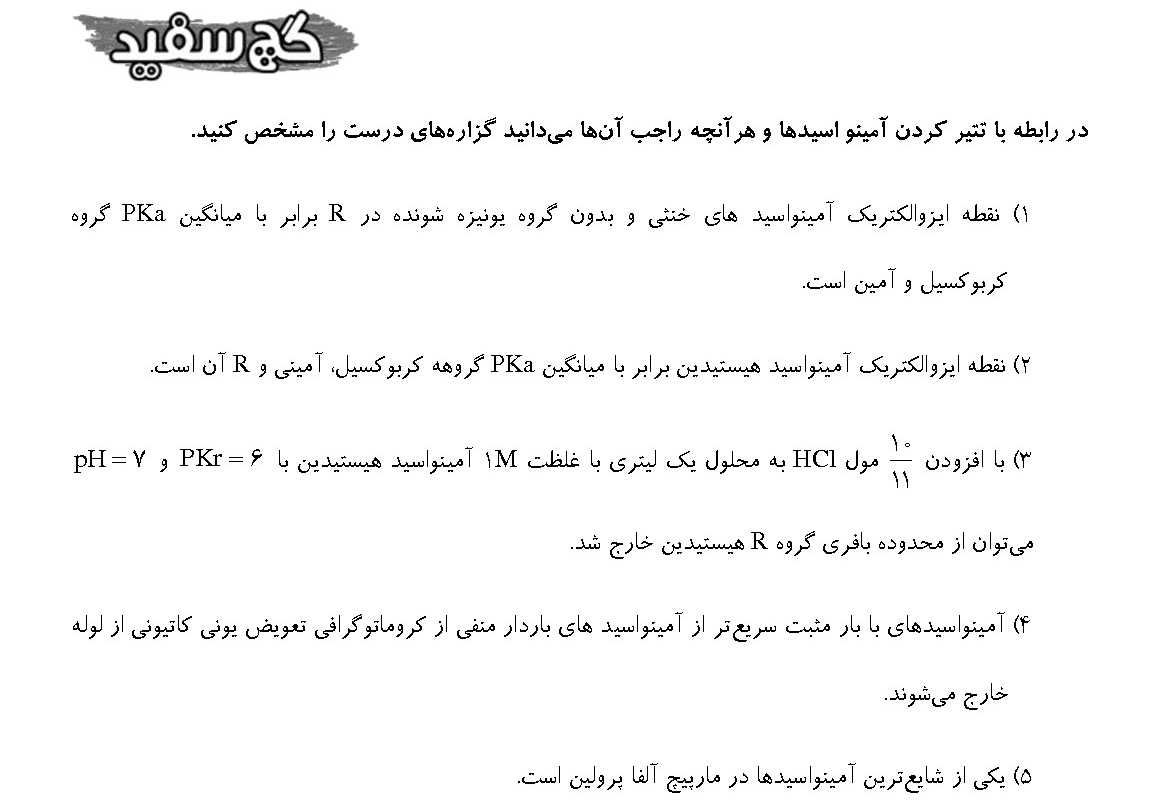 گچ سفید
در رابطه با تتیر کردن آمینو اسیدها و هرآنچه راجب آن‌ها می‌دانید گزاره‌های درست را مشخص کنید.
۱) نقطه ایزوالکتریک آمینواسید های خنثی و بدون گروه یونیزه شونده در R برابر با میانگین PKa گروه
کربوکسیل و آمین است.
۲) نقطه ایزوالکتریک آمینواسید هیستیدین برابر با میانگین PKa گروهه کربوکسیل، آمینی و R آن است.
۳) با افزودن ۱۰/۱۱ مول HCl به محلول یک لیتری با غلظت ۱M آمینواسید هیستیدین با PKr = ۶ و pH = ۷
می‌توان از محدوده بافری گروه R هیستیدین خارج شد.
۴) آمینواسیدهای با بار مثبت سریع‌تر از آمینواسید های باردار منفی از کروماتوگرافی تعویض یونی کاتیونی از لوله
خارج می‌شوند.
۵) یکی از شایع‌ترین آمینواسیدها در مارپیچ آلفا پرولین است.